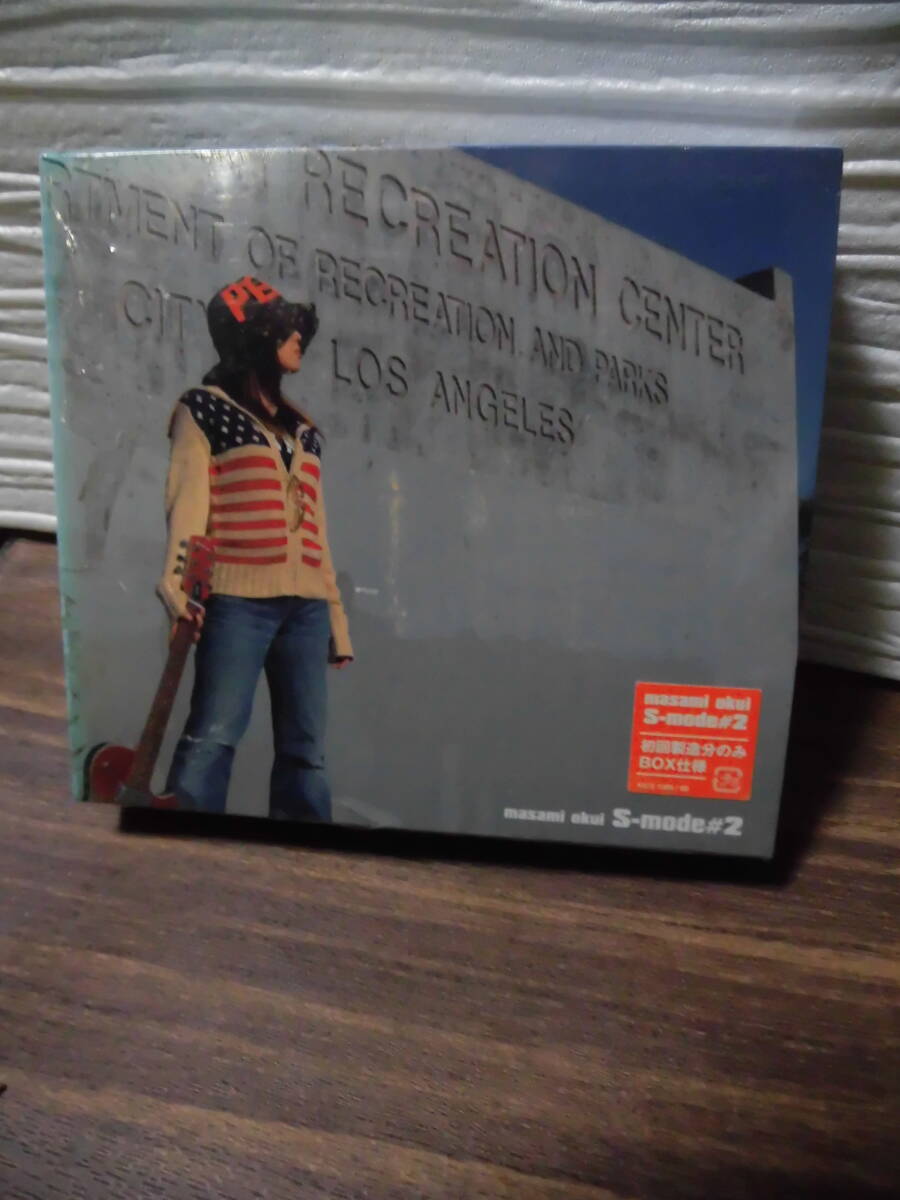 RECREATION CENTER
RTMENT OF RECREATION AND PARKS
CITY LOS ANGELES
PE
masami okui
S-mode#2
初回製造分のみ
BOX仕様
masami okui S-mode#2